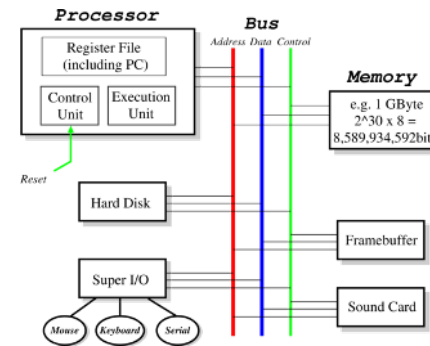 Processor
Bus
Address Data Control
Register File
(including PC)
Control
Unit
Execution
Unit
Reset
Memory
e.g. 1 GByte
2^30 x 8 =
8,589,934,592bit
Hard Disk
Framebuffer
Super I/O
Sound Card
Mouse
Keyboard
Serial